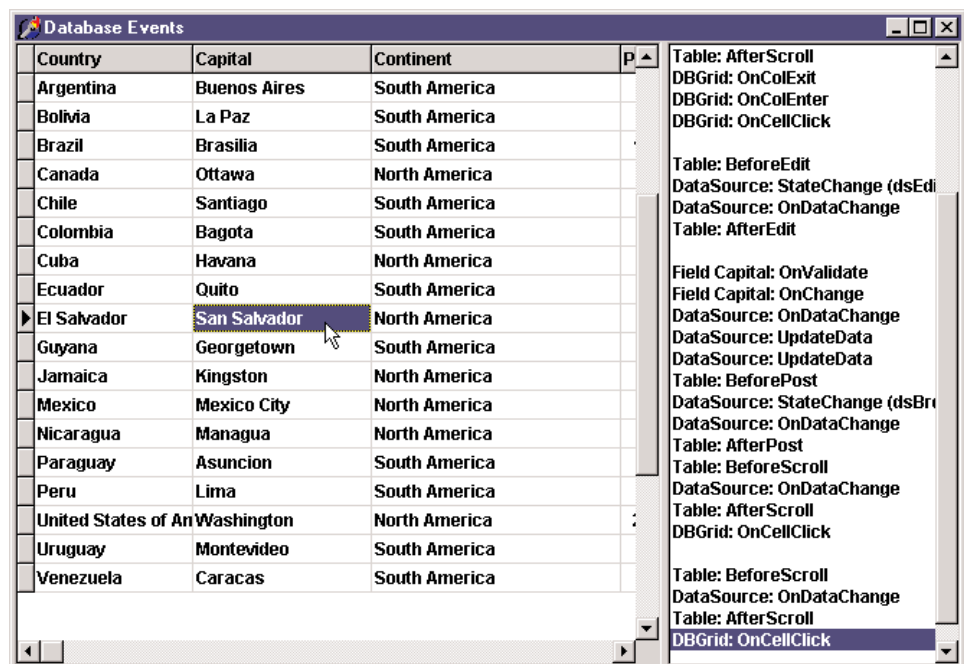 Database Events
Country Capital Continent P
Argentina Buenos Aires South America
Bolivia La Paz South America
Brazil Brasilia South America
Canada Ottawa North America
Chile Santiago South America
Colombia Bagota South America
Cuba Havana North America
Ecuador Quito South America
El Salvador San Salvador North America
Guyana Georgetown South America
Jamaica Kingston North America
Mexico Mexico City North America
Nicaragua Managua North America
Paraguay Asuncion South America
Peru Lima South America
United States of Am Washington North America
Uruguay Montevideo South America
Venezuela Caracas South America
Table: AfterScroll
DBGrid: OnColExit
DBGrid: OnColEnter
DBGrid: OnCellClick
Table: BeforeEdit
DataSource: StateChange (dsEdi
DataSource: OnDataChange
Table: AfterEdit
Field Capital: OnValidate
Field Capital: OnChange
DataSource: OnDataChange
DataSource: UpdateData
DataSource: UpdateData
Table: BeforePost
DataSource: StateChange (dsBro
DataSource: OnDataChange
Table: AfterPost
Table: BeforeScroll
DataSource: OnDataChange
Table: AfterScroll
DBGrid: OnCellClick
Table: BeforeScroll
DataSource: OnDataChange
Table: AfterScroll
DBGrid: OnCellClick